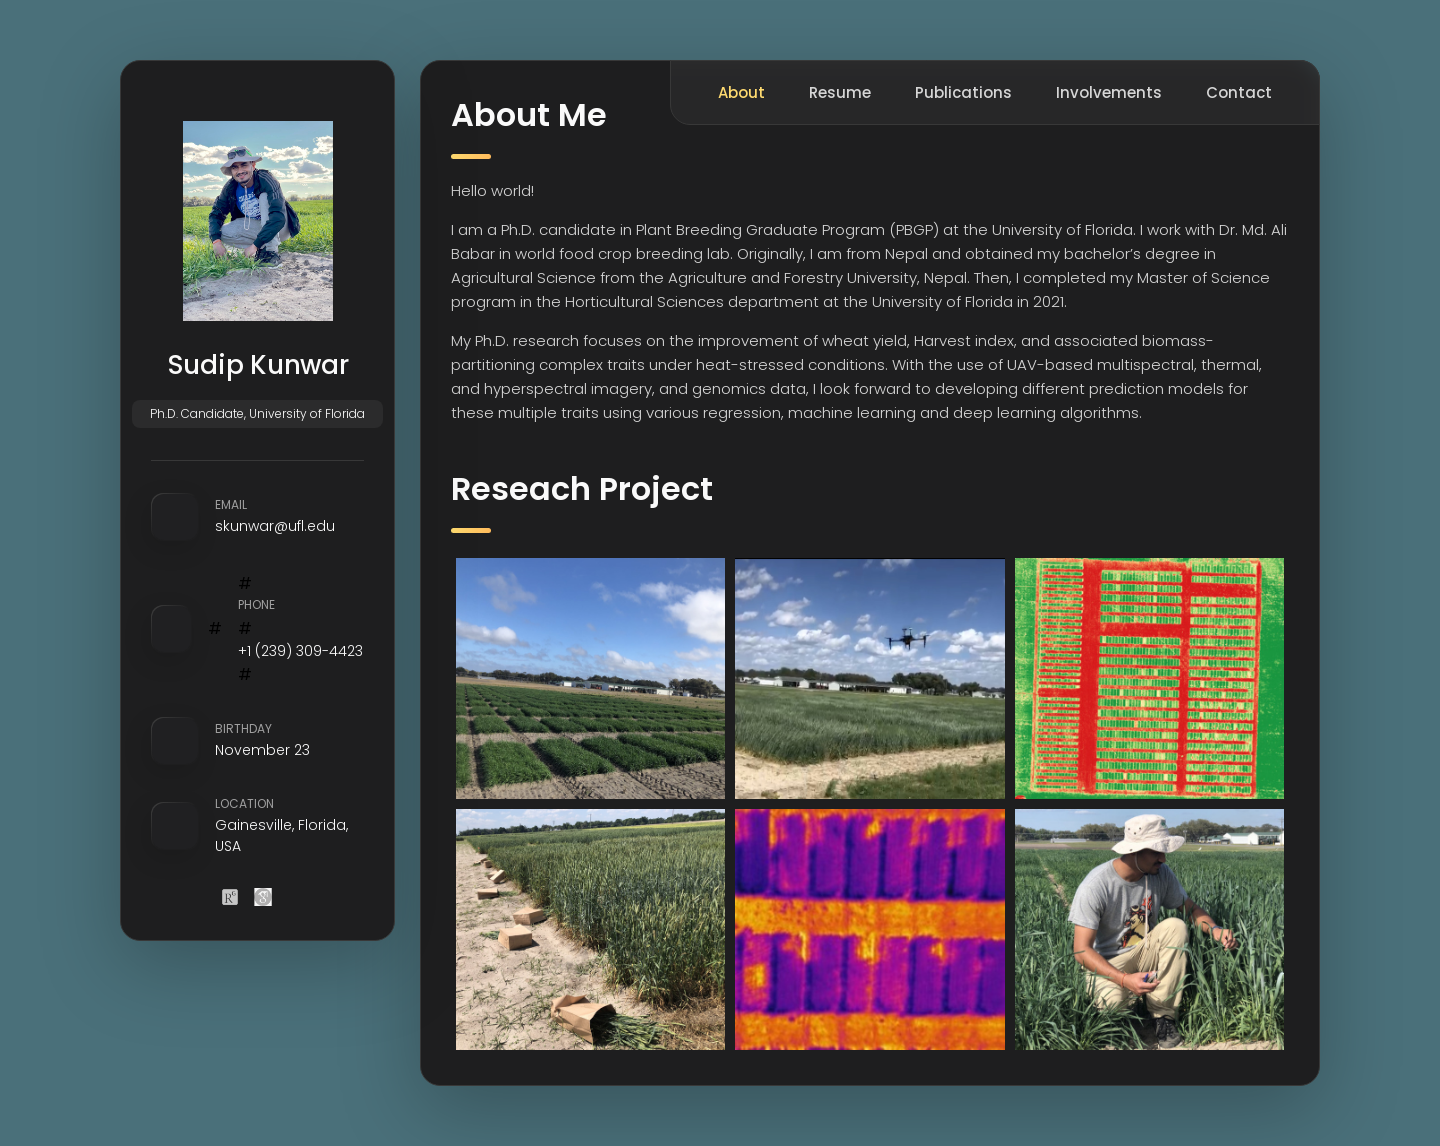 Sudip Kunwar
Ph.D. Candidate, University of Florida
EMAIL
skunwar@ufl.edu
#
PHONE
# #
+1 (239) 309-4423
#
BIRTHDAY
November 23
LOCATION
Gainesville, Florida,
USA
R6
About Resume Publications Involvements Contact
About Me
Hello world!
I am a Ph.D. candidate in Plant Breeding Graduate Program (PBGP) at the University of Florida. I work with Dr. Md. Ali
Babar in world food crop breeding lab. Originally, I am from Nepal and obtained my bachelor’s degree in
Agricultural Science from the Agriculture and Forestry University, Nepal. Then, I completed my Master of Science
program in the Horticultural Sciences department at the University of Florida in 2021.
My Ph.D. research focuses on the improvement of wheat yield, Harvest index, and associated biomass-
partitioning complex traits under heat-stressed conditions. With the use of UAV-based multispectral, thermal,
and hyperspectral imagery, and genomics data, I look forward to developing different prediction models for
these multiple traits using various regression, machine learning and deep learning algorithms.
Reseach Project